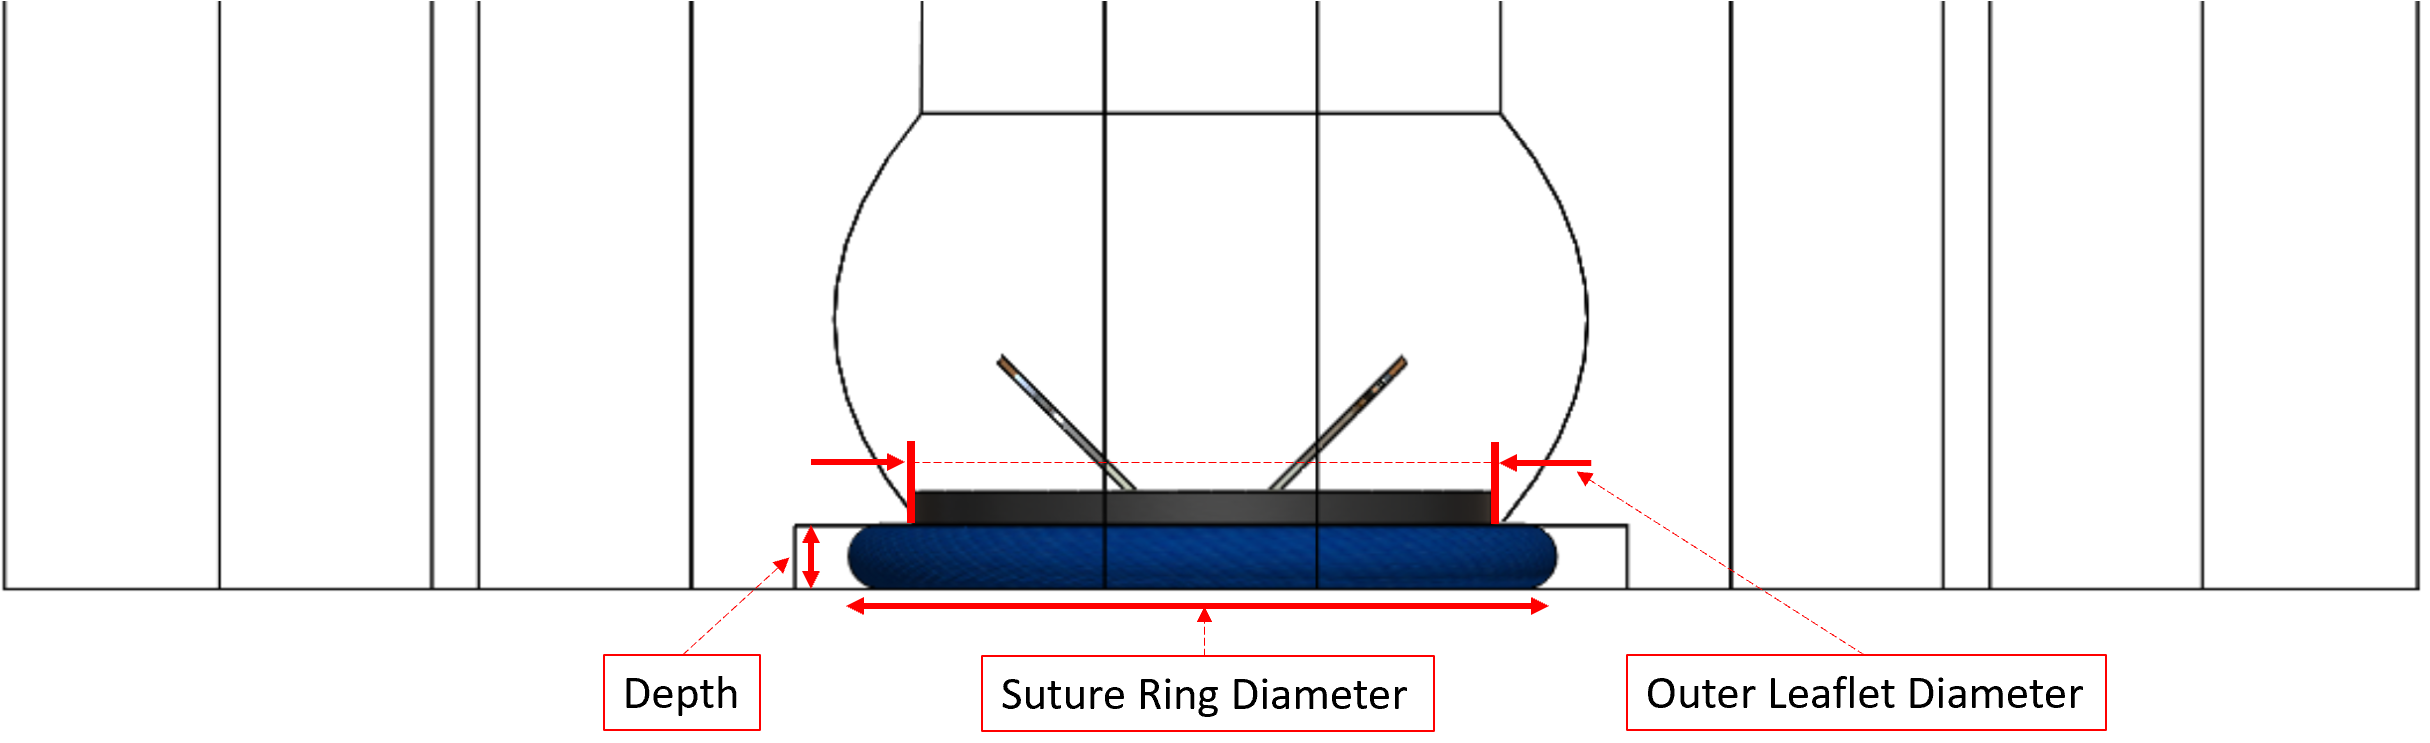 Depth
Suture Ring Diameter
Outer Leaflet Diameter